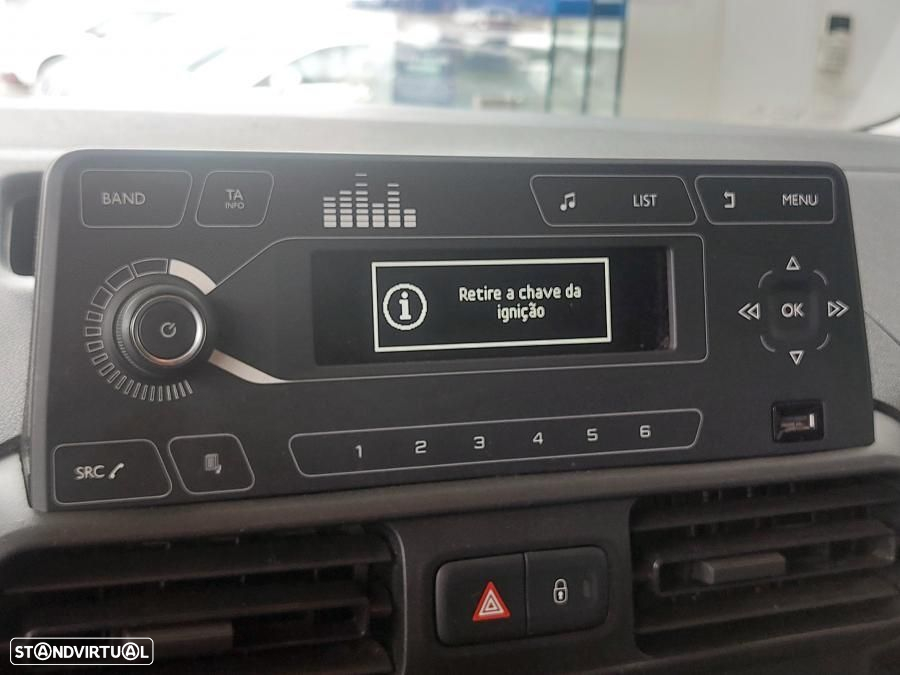 BAND
TA
INFO
LIST
MENU
Retire a chave da
ignição
OK
1 2 3 4 5 6
SRC
STANDVIRTUAL